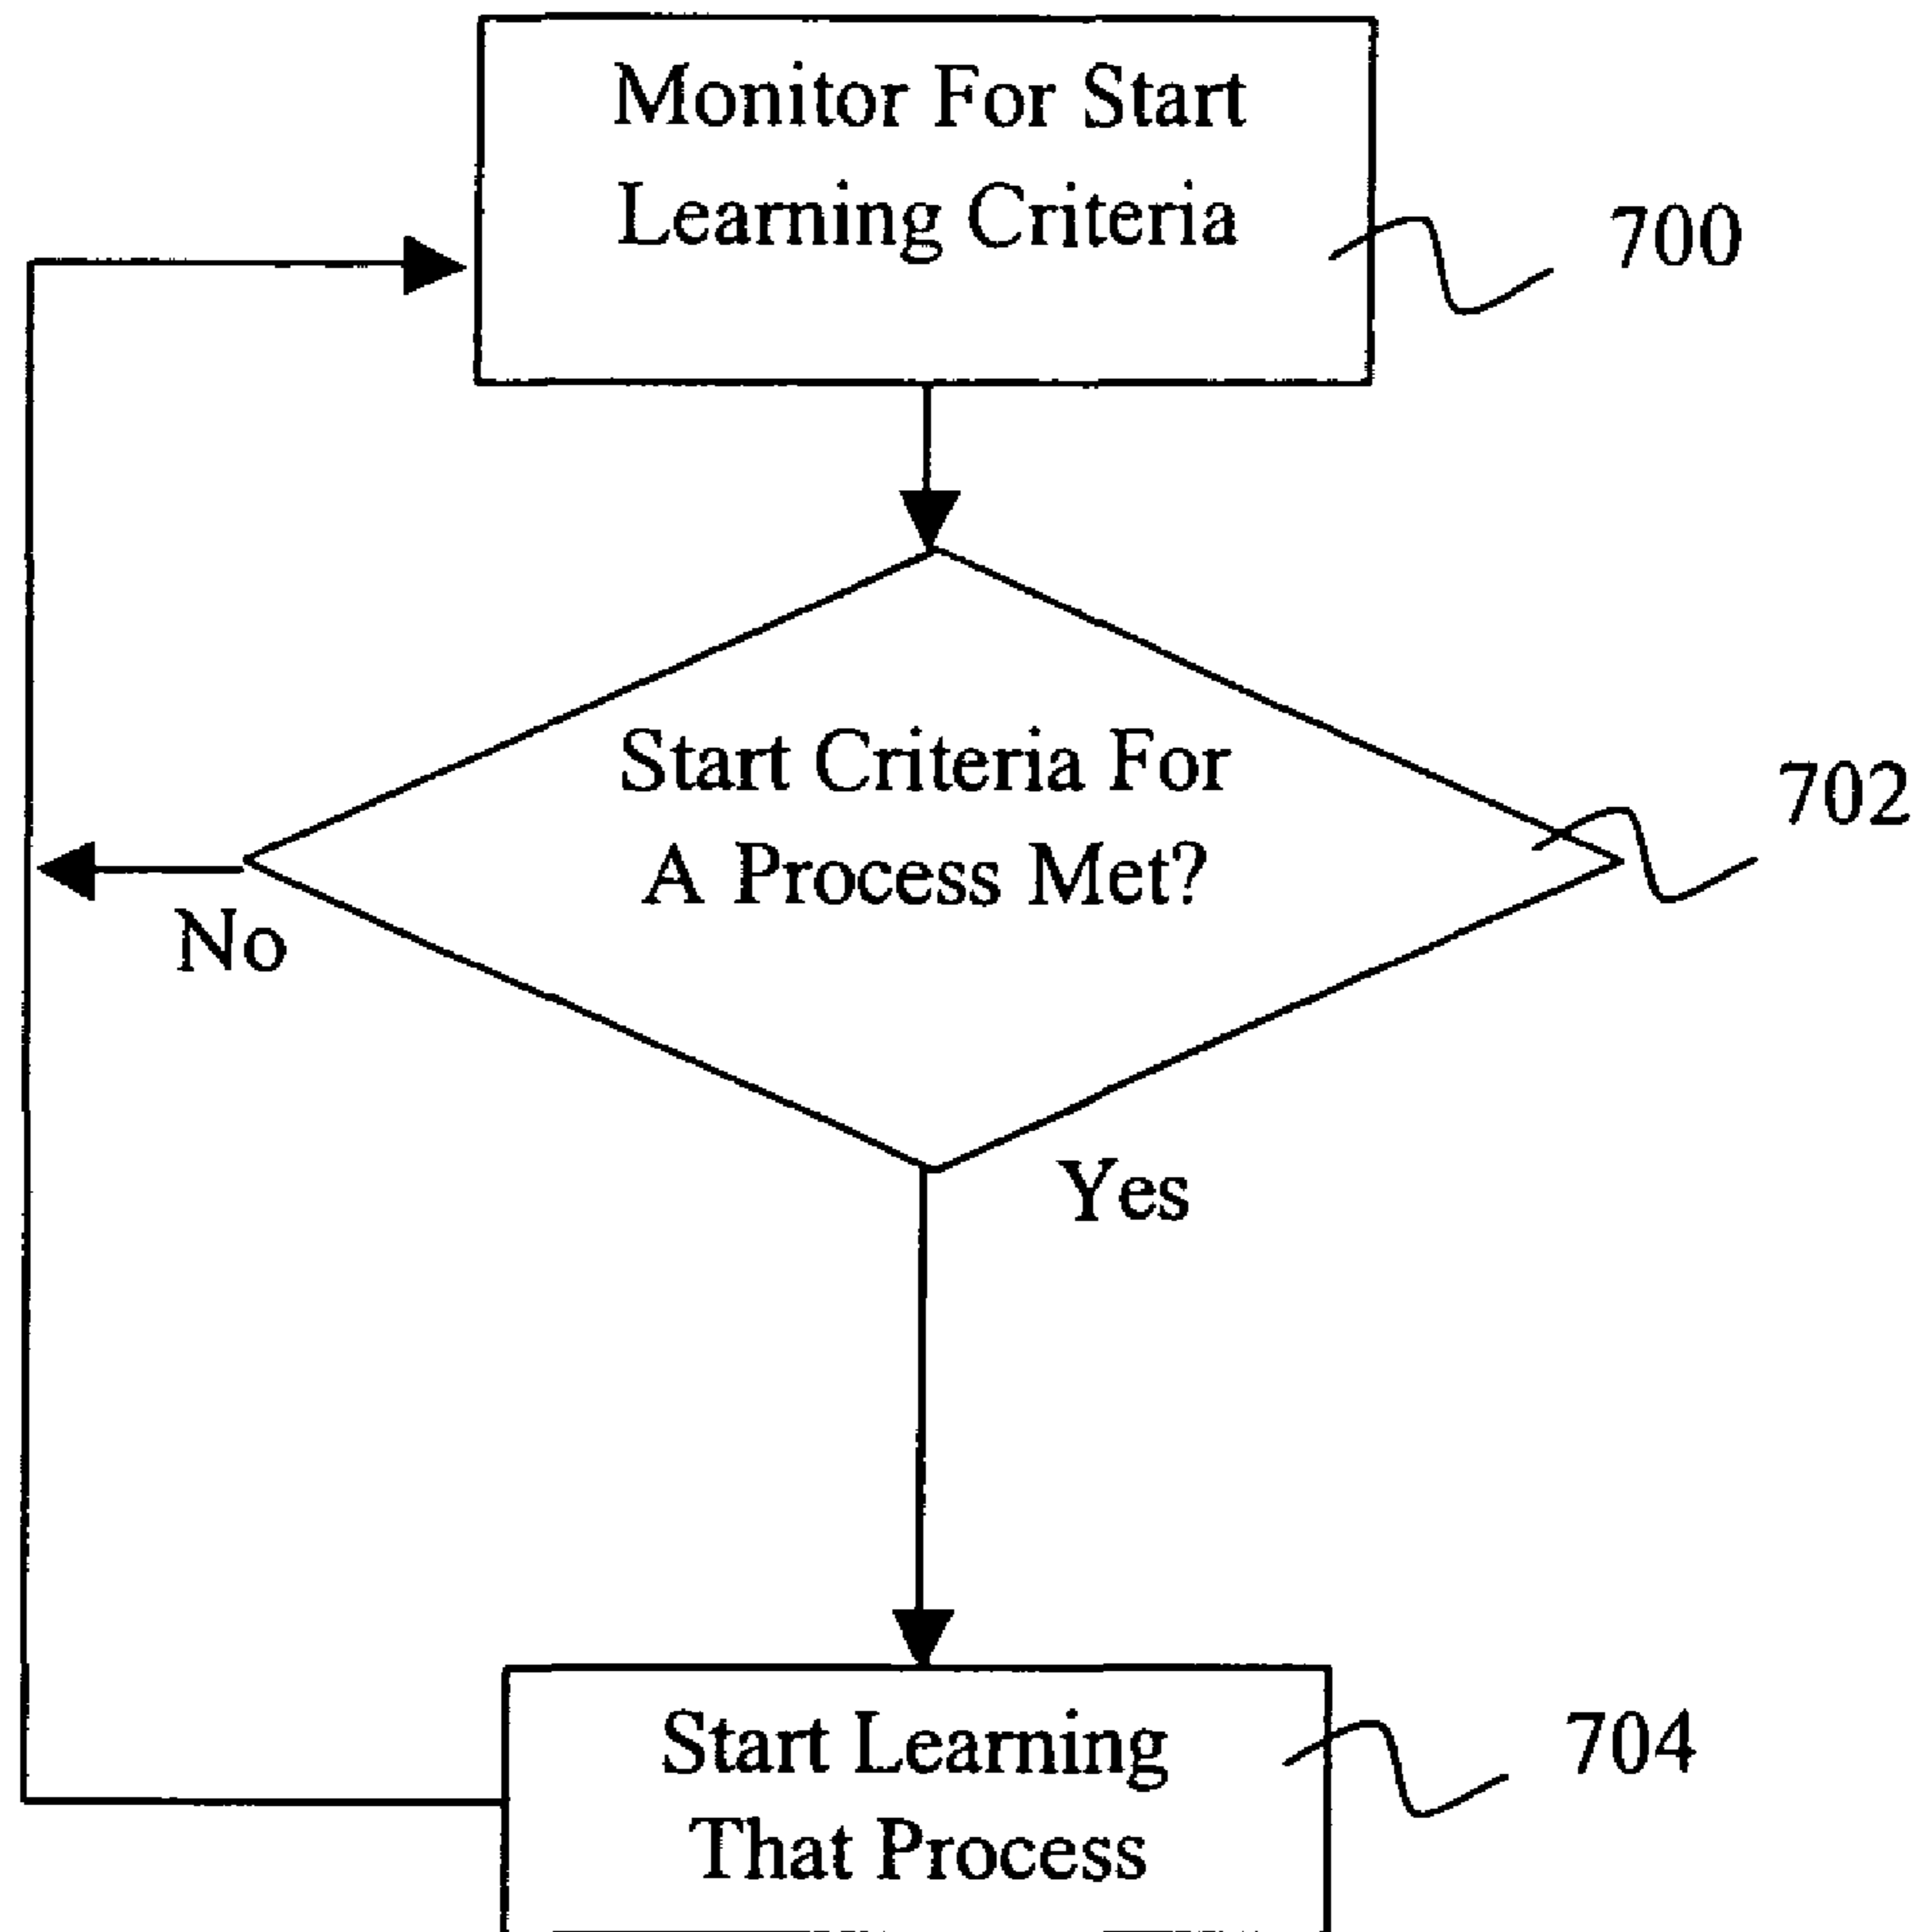 Monitor For Start
Learning Criteria
700
Start Criteria For
A Process Met?
702
No
Yes
Start Learning
That Process
704